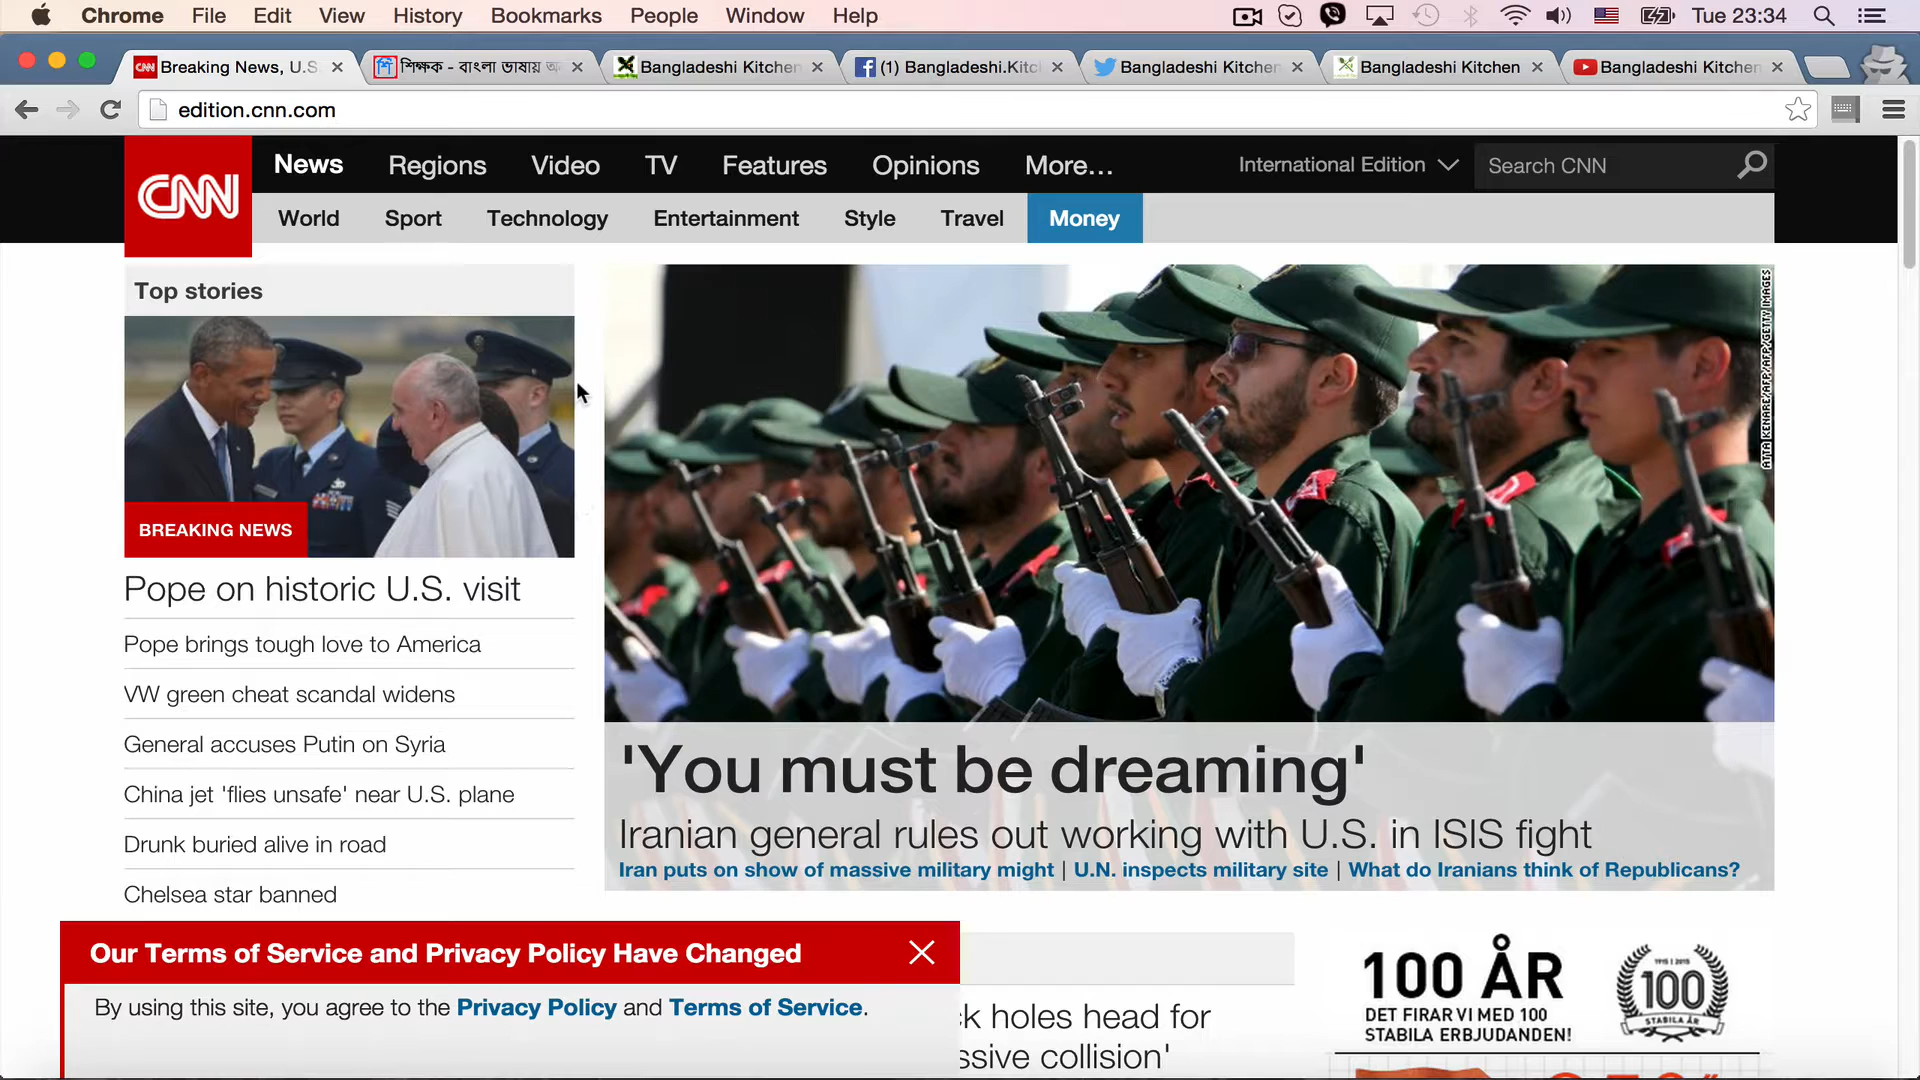 Chrome File Edit View History Bookmarks People Window Help
Tue 23:34
Breaking News, U.S
শিক্ষক - বাংলা ভাষায়
Bangladeshi Kitchen
(1) Bangladeshi.Kitc
Bangladeshi Kitchen
Bangladeshi Kitchen
Bangladeshi Kitchen
edition.cnn.com
CNN
News Regions Video TV Features Opinions More...
International Edition
Search CNN
World Sport Technology Entertainment Style Travel Money
Top stories
BREAKING NEWS
Pope on historic U.S. visit
Pope brings tough love to America
VW green cheat scandal widens
General accuses Putin on Syria
China jet 'flies unsafe' near U.S. plane
Drunk buried alive in road
Chelsea star banned
ATTA KENARE/AFP/AFP/GETTY IMAGES
'You must be dreaming'
Iranian general rules out working with U.S. in ISIS fight
Iran puts on show of massive military might | U.N. inspects military site | What do Iranians think of Republicans?
Our Terms of Service and Privacy Policy Have Changed
By using this site, you agree to the Privacy Policy and Terms of Service.
k holes head for
ssive collision'
100 ÅR
DET FIRAR VI MED 100
STABILA ERBJUDANDEN!
1915 | 2015
100
STABILA ÅR